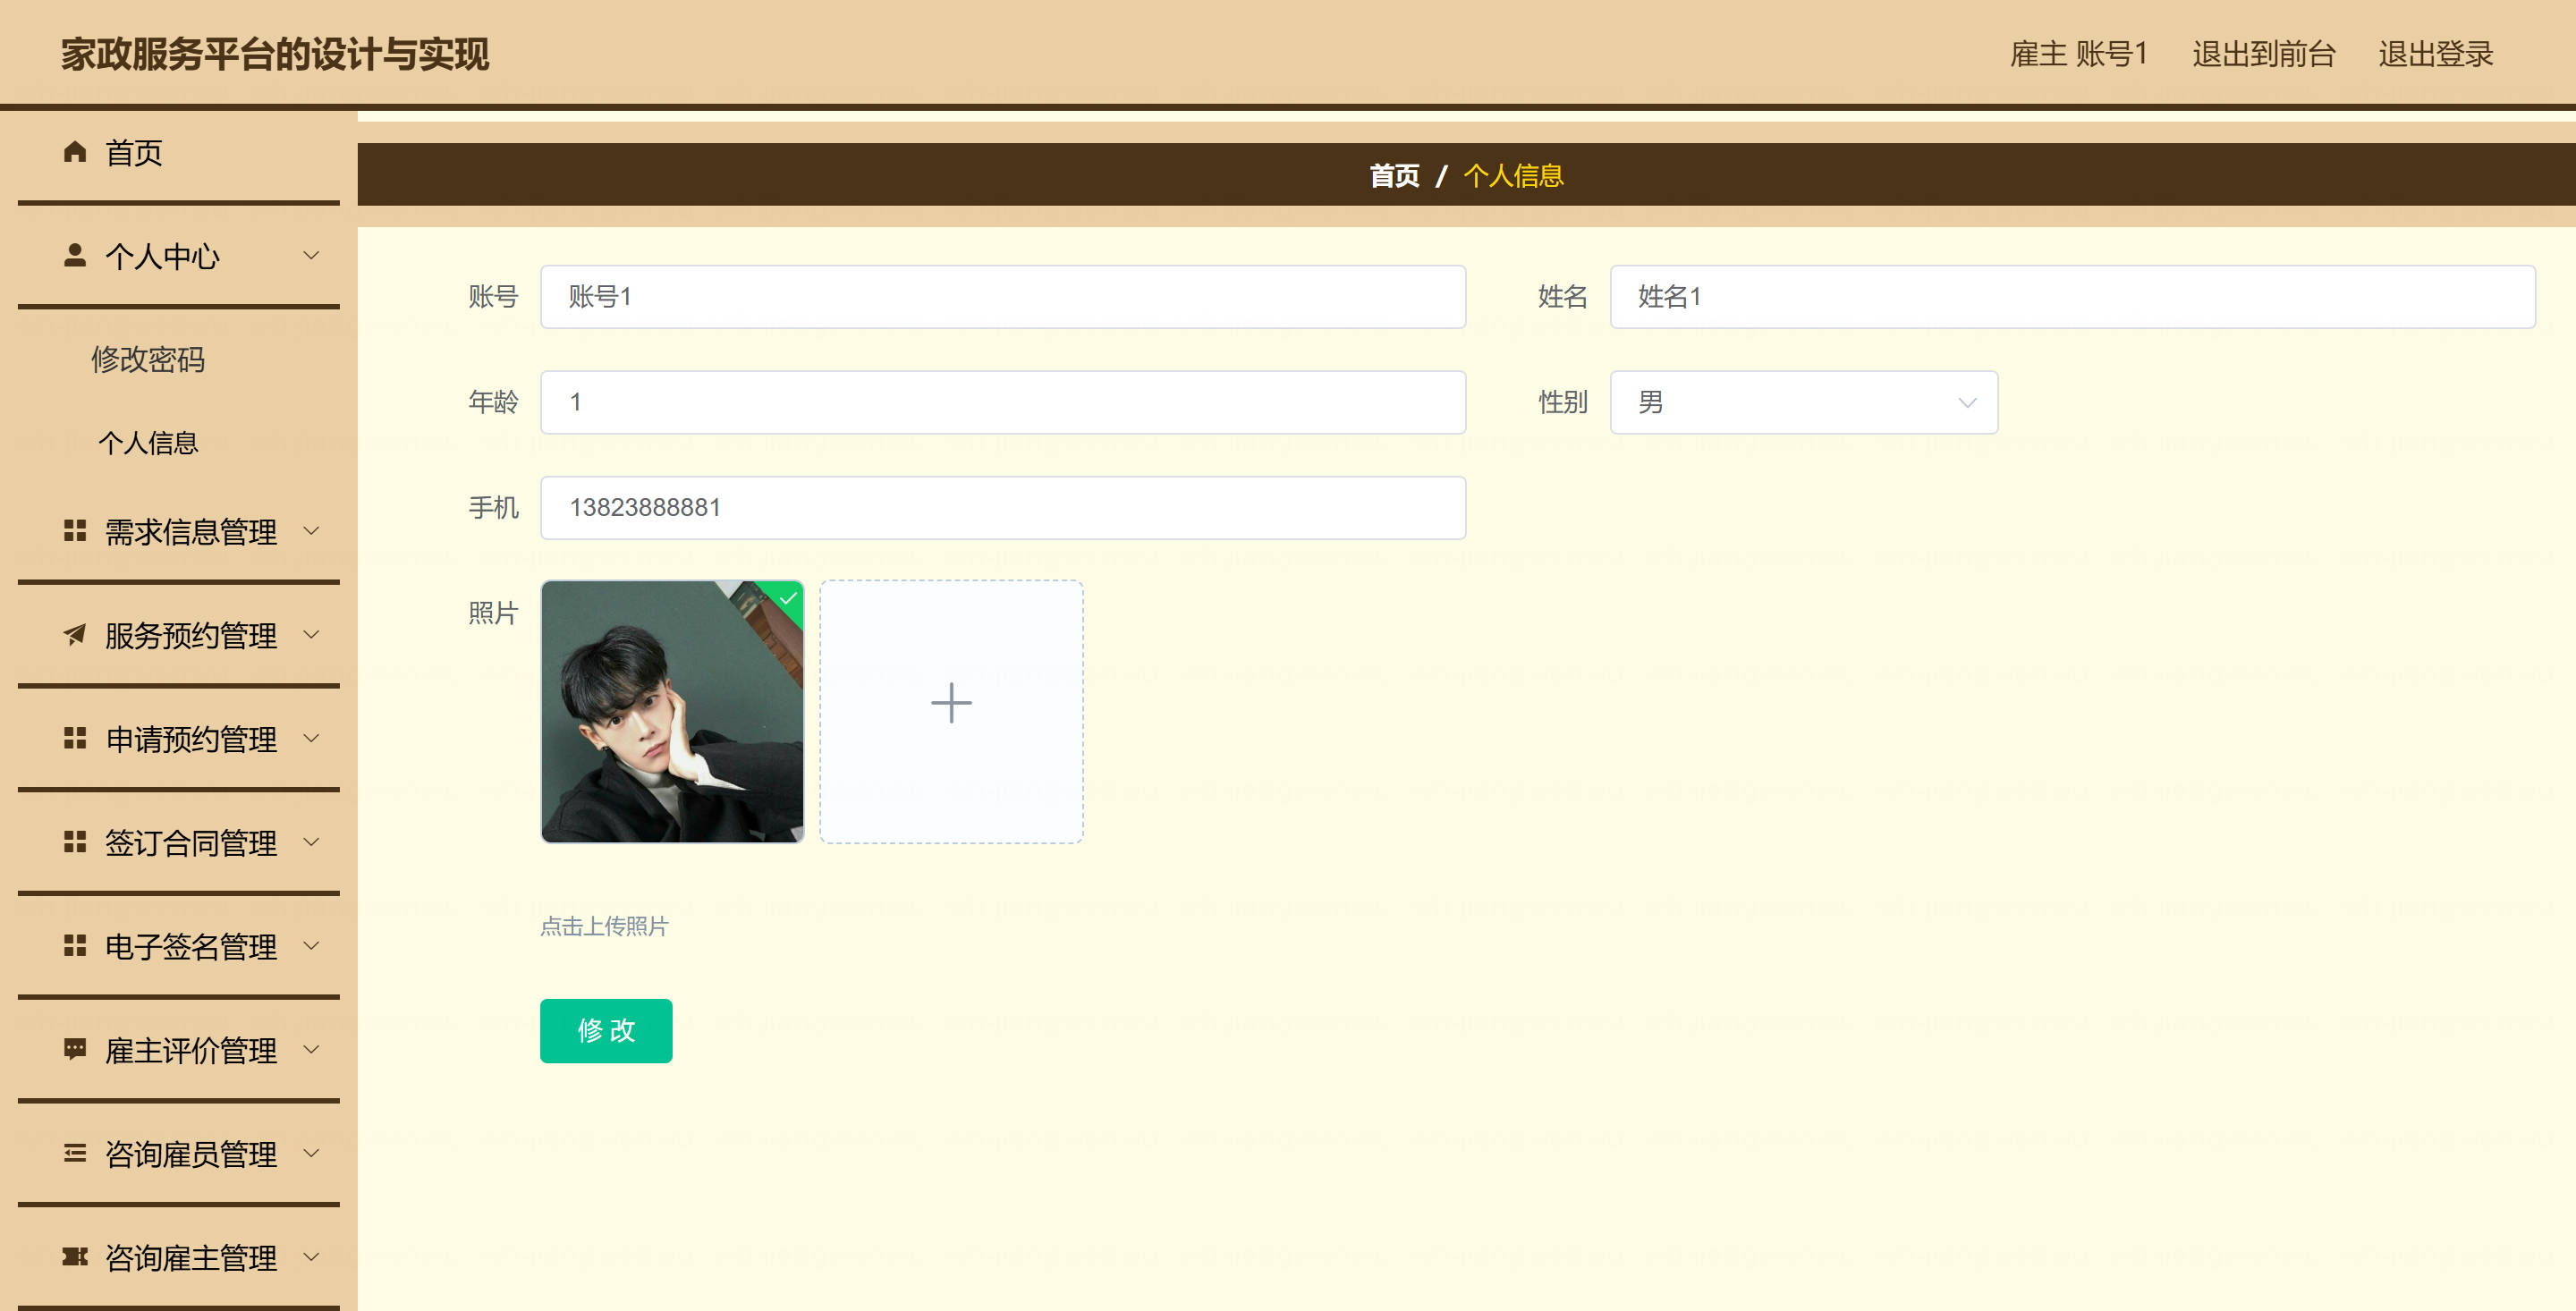 家政服务平台的设计与实现
雇主 账号1 退出到前台 退出登录
首页
个人中心
修改密码
个人信息
需求信息管理
服务预约管理
申请预约管理
签订合同管理
电子签名管理
雇主评价管理
咨询雇员管理
咨询雇主管理
首页 / 个人信息
账号 账号1
姓名 姓名1
年龄 1
性别 男
手机 13823888881
照片
点击上传照片
修 改